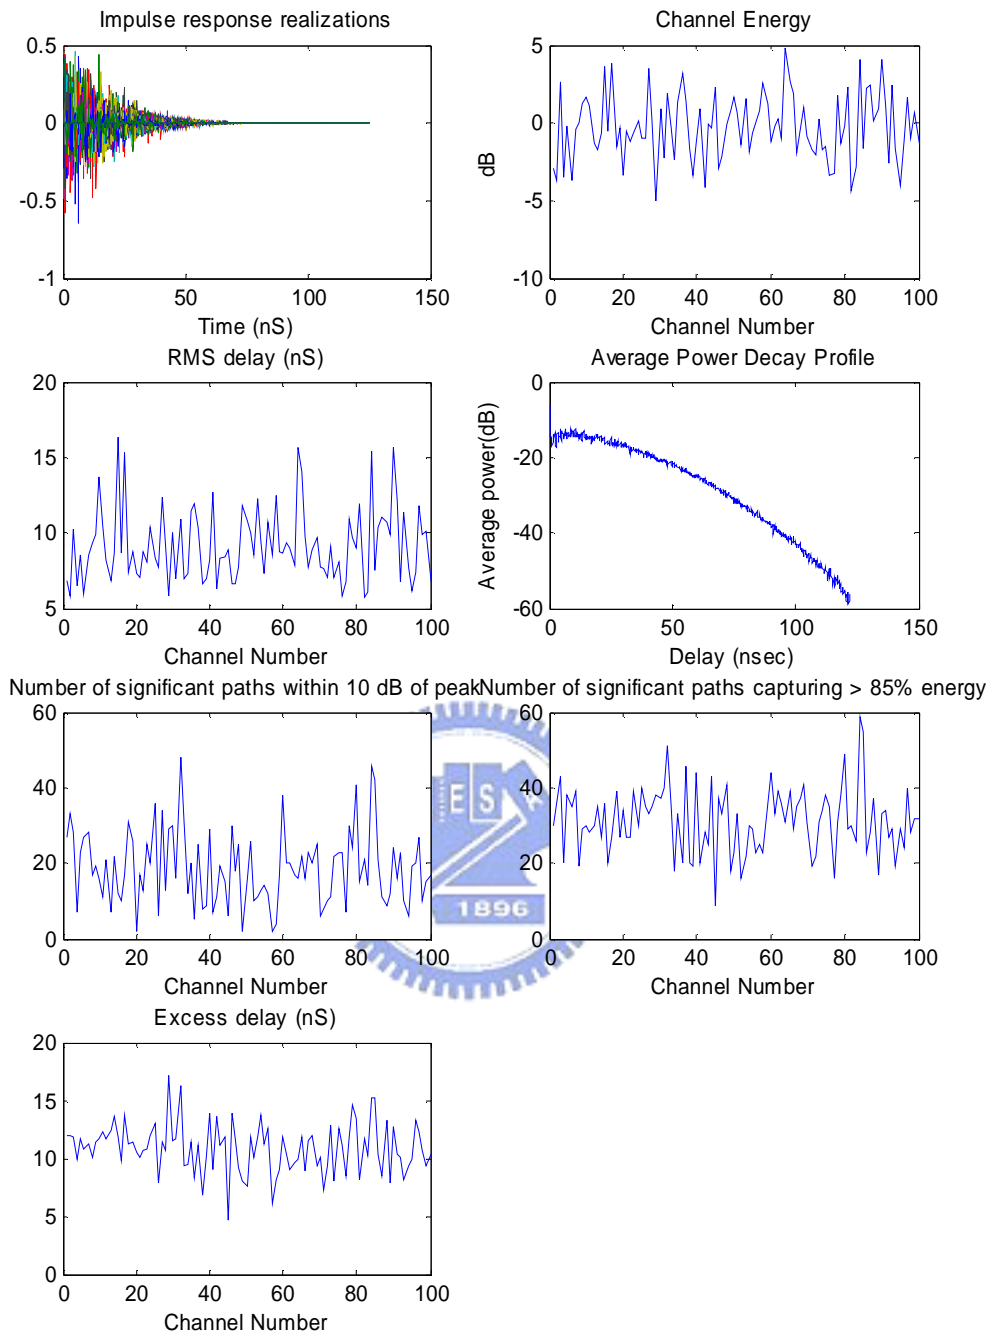 Impulse response realizations
0.5
0
-0.5
-1
0 50 100 150
Time (nS)
Channel Energy
dB
5
0
-5
-10
0 20 40 60 80 100
Channel Number
RMS delay (nS)
20
15
10
5
0 20 40 60 80 100
Channel Number
Average Power Decay Profile
Average power(dB)
0
-20
-40
-60
0 50 100 150
Delay (nsec)
Number of significant paths within 10 dB of peak
60
40
20
0
0 20 40 60 80 100
Channel Number
Number of significant paths capturing > 85% energy
60
40
20
0
0 20 40 60 80 100
Channel Number
E S
1896
Excess delay (nS)
20
15
10
5
0
0 20 40 60 80 100
Channel Number